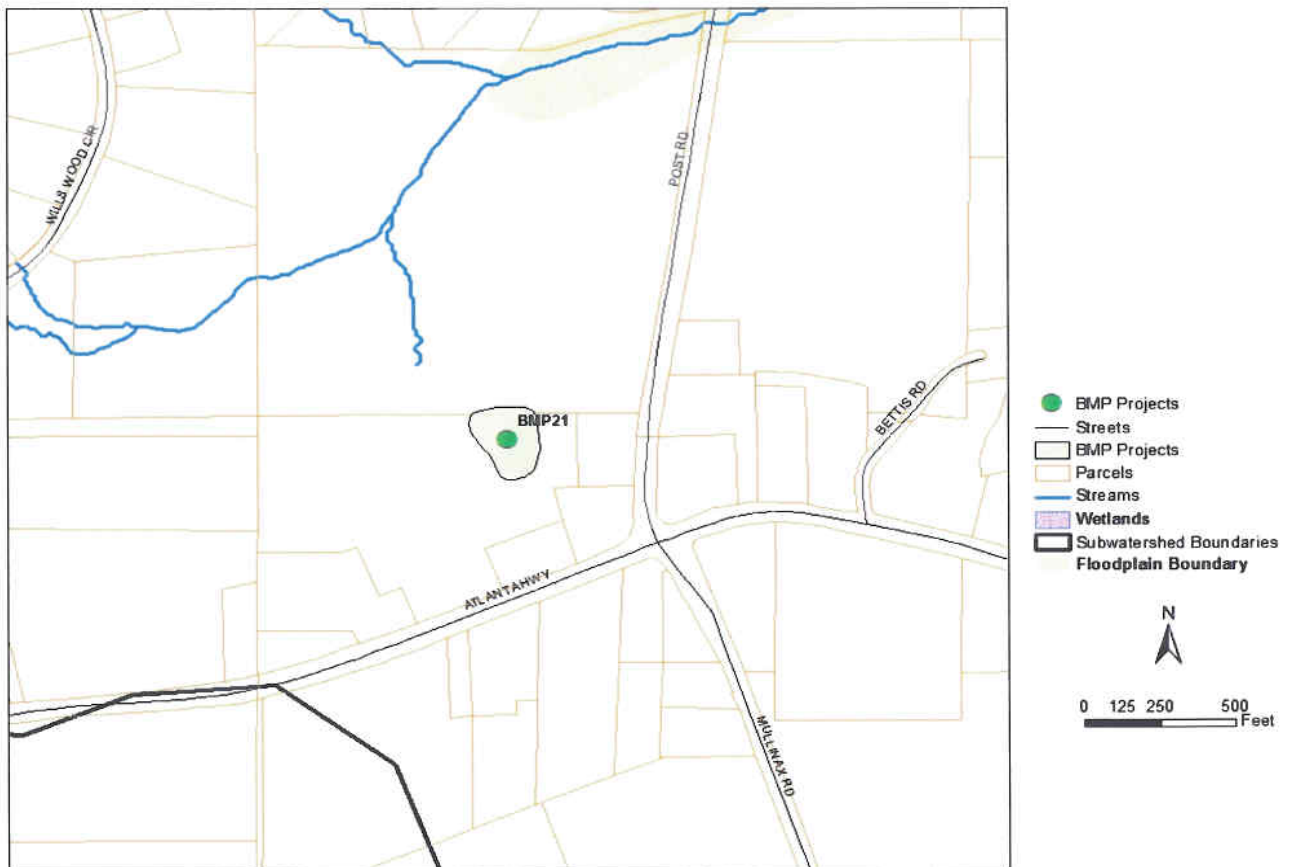 WILLS WOOD CIR
POST RD
BMP21
BETTIS RD
ATLANTA HWY
MULLINAX RD
BMP Projects
Streets
BMP Projects
Parcels
Streams
Wetlands
Subwatershed Boundaries
Floodplain Boundary
N
0 125 250 500
Feet